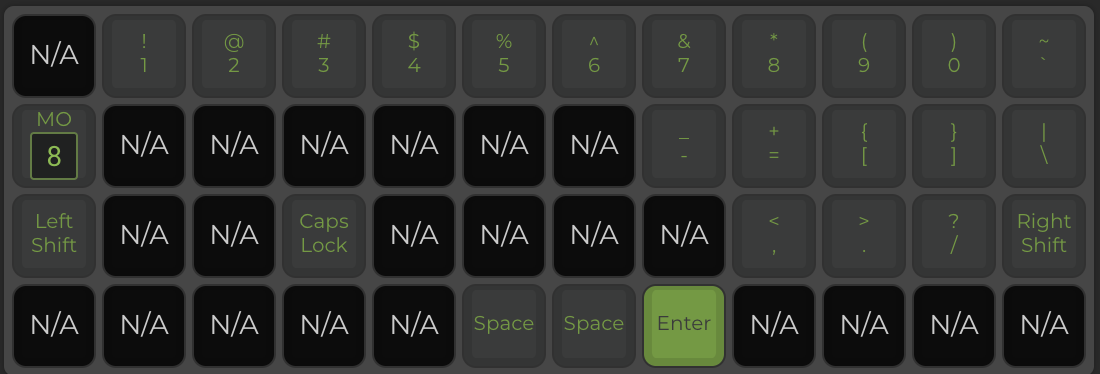 N/A ! @ # $ % ^ & * ( ) ~
1 2 3 4 5 6 7 8 9 0 `
MO
8 N/A N/A N/A N/A N/A N/A _ + { } |
- = [ ] \
Left Shift N/A N/A Caps Lock N/A N/A N/A N/A < > ? Right Shift
, . /
N/A N/A N/A N/A N/A Space Space Enter N/A N/A N/A N/A